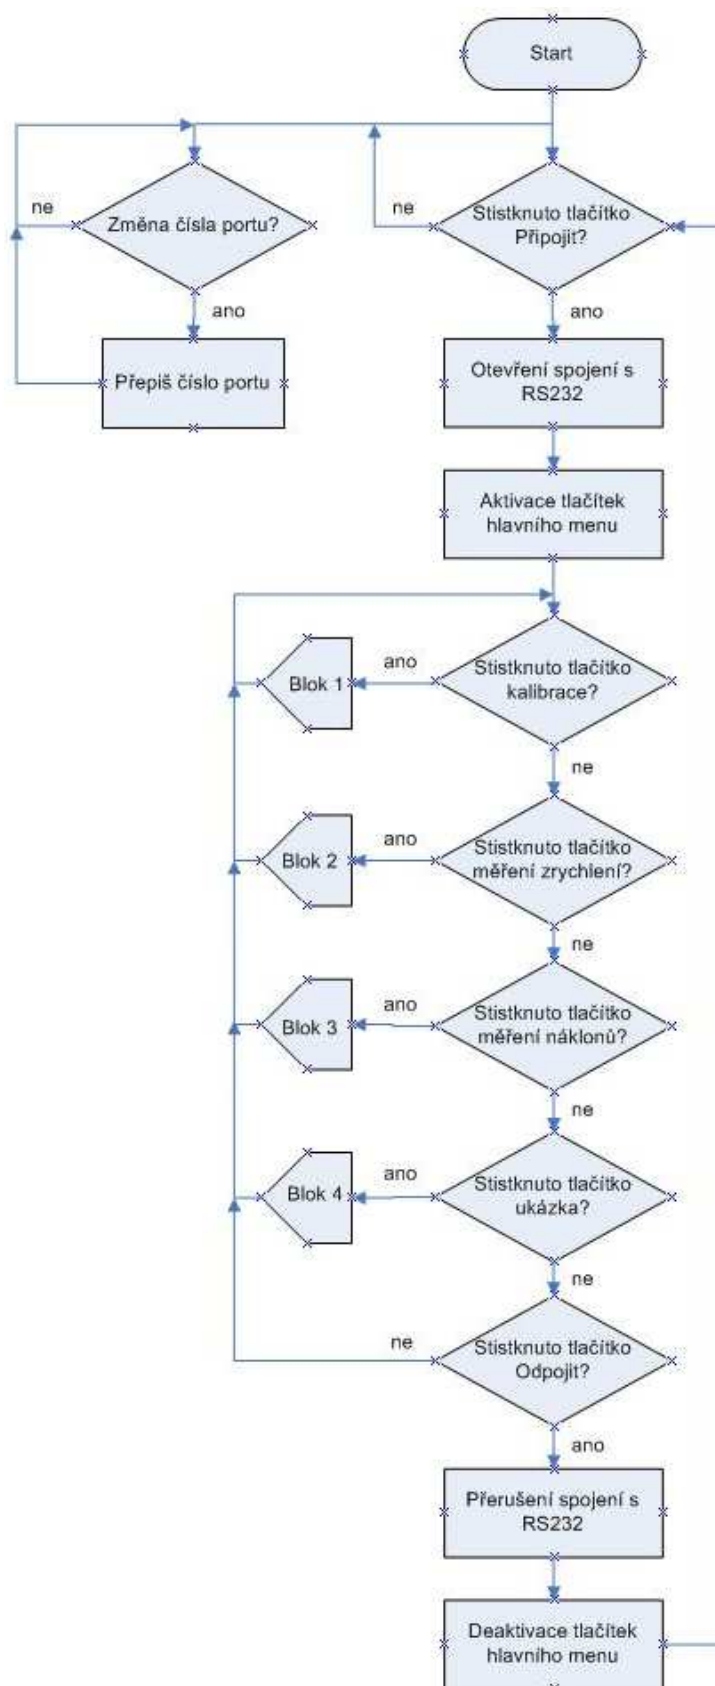 Start
ne
Změna čísla portu?
ne
Stistknuto tlačítko
Připojit?
ano
ano
Přepiš číslo portu
Otevření spojení s
RS232
Aktivace tlačítek
hlavního menu
Blok 1
ano
Stistknuto tlačítko
kalibrace?
ne
Blok 2
ano
Stistknuto tlačítko
měření zrychlení?
ne
Blok 3
ano
Stistknuto tlačítko
měření náklonů?
ne
Blok 4
ano
Stistknuto tlačítko
ukázka?
ne
ne
Stistknuto tlačítko
Odpojit?
ano
Přerušení spojení s
RS232
Deaktivace tlačítek
hlavního menu